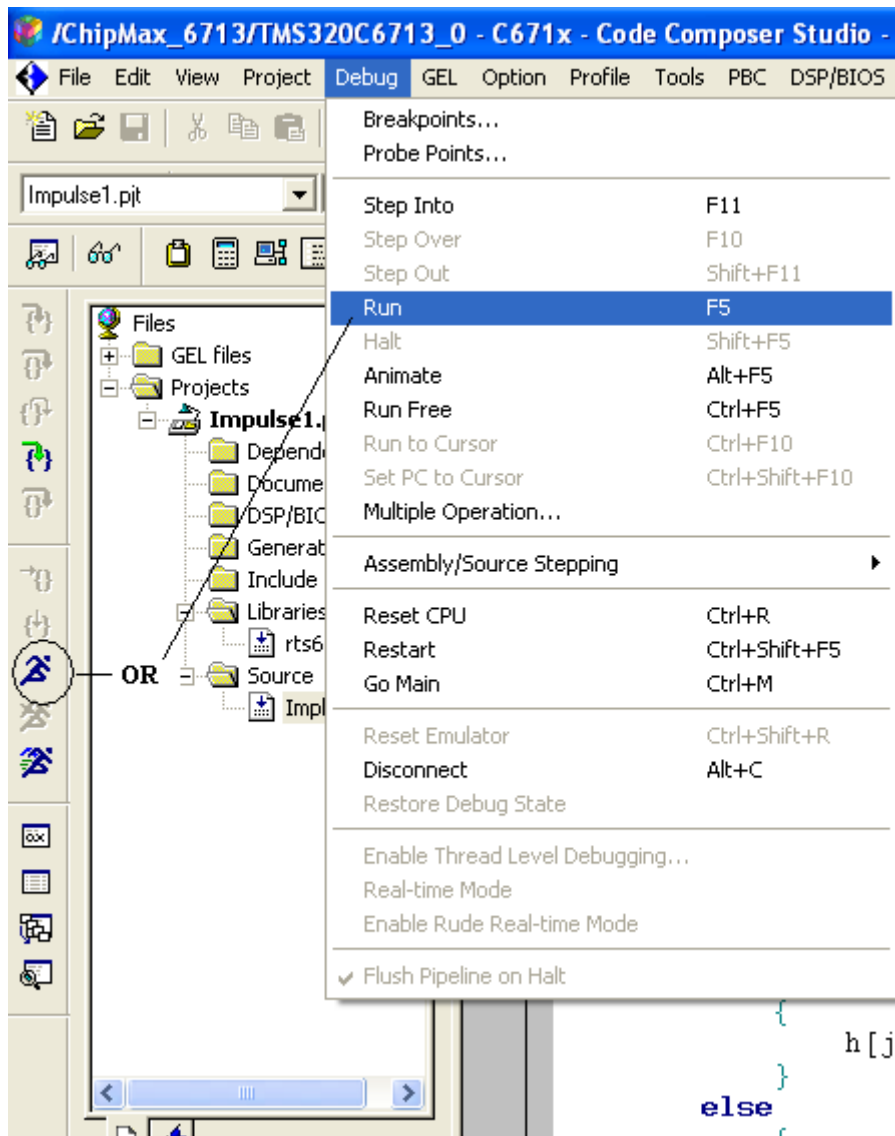 /ChipMax_6713/TMS320C6713_0 - C671x - Code Composer Studio -
File Edit View Project Debug GEL Option Profile Tools PBC DSP/BIOS
Breakpoints...
Probe Points...
Impulse1.pjt
Step Into F11
Step Over F10
Step Out Shift+F11
Run F5
Halt Shift+F5
Animate Alt+F5
Run Free Ctrl+F5
Run to Cursor Ctrl+F10
Set PC to Cursor Ctrl+Shift+F10
Multiple Operation...
Assembly/Source Stepping
Reset CPU Ctrl+R
Restart Ctrl+Shift+F5
Go Main Ctrl+M
Reset Emulator Ctrl+Shift+R
Disconnect Alt+C
Restore Debug State
Enable Thread Level Debugging...
Real-time Mode
Enable Rude Real-time Mode
Flush Pipeline on Halt
Files
GEL files
Projects
Impulse1.
Depend
Docume
DSP/BIO
Generat
Include
Libraries
rts6
OR
Source
Impl
{
h[j
}
else
{